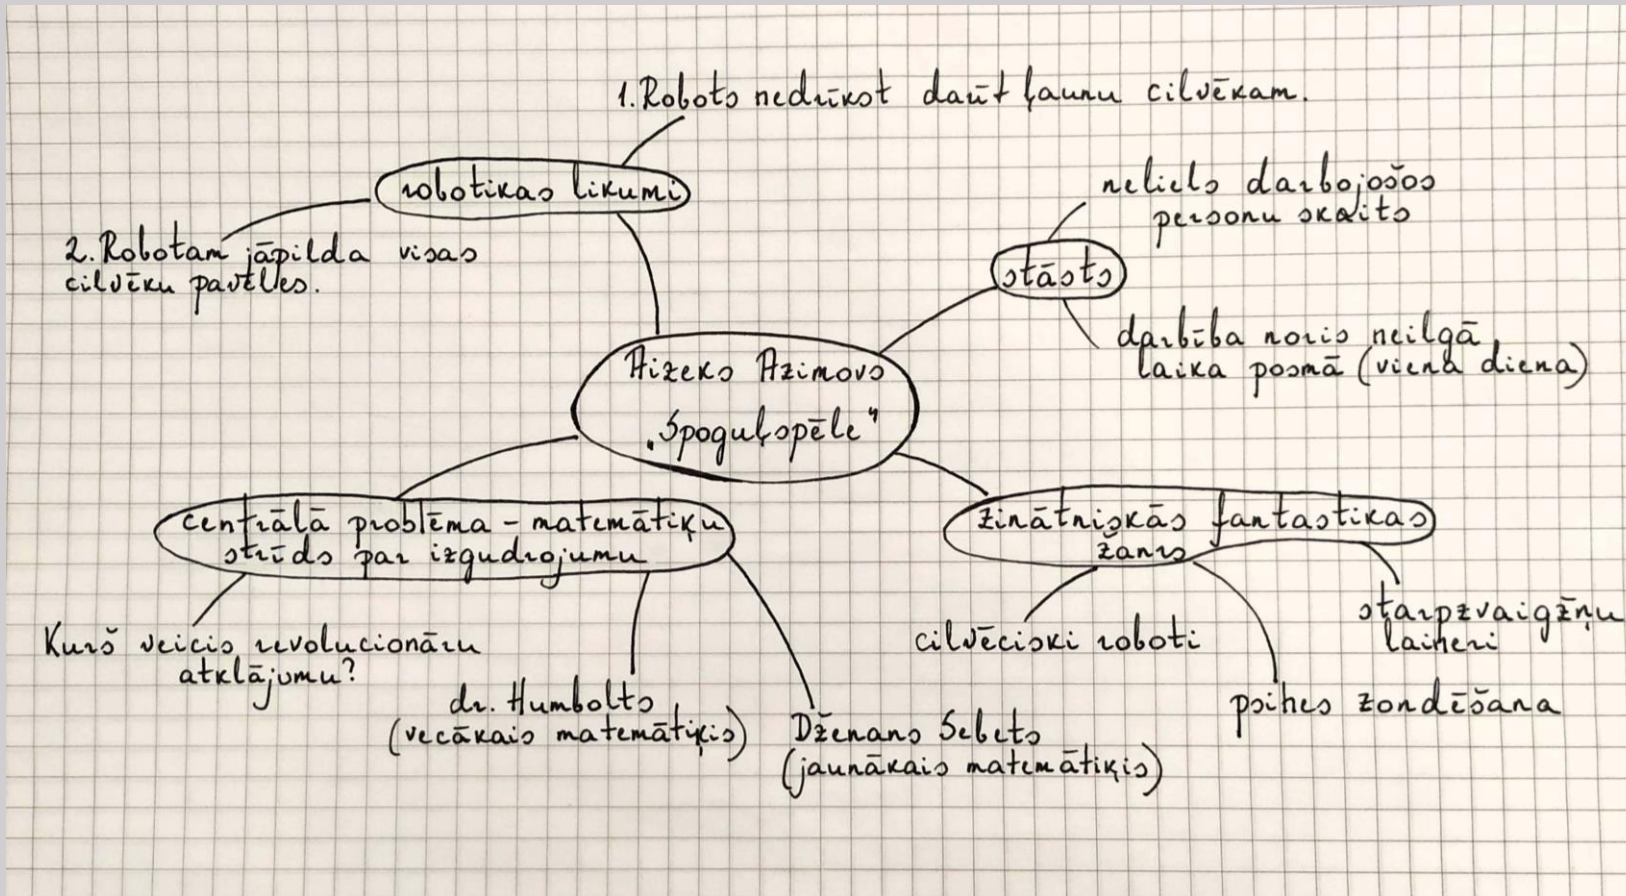 1. Robots nedrīkst darīt ļaunu cilvēkam.
robotikas likumi
2. Robotam jāpilda visas
cilvēku pavēles.
neliels darbojošos
personu skaits
stāsts
darbība noris neilgā
laika posmā (viena diena)
Aizeks Azimovs
"Spoguļspēle"
centrālā problēma - matemātiķu
strīds par izgudrojumu
Kurš veicis revolucionāru
atklājumu?
dr. Humbolts
(vecākais matemātiķis)
Dženans Sebets
(jaunākais matemātiķis)
zinātniskās fantastikas
žanrs
cilvēciski roboti
psihes zondēšana
starpzvaigžņu
laineri